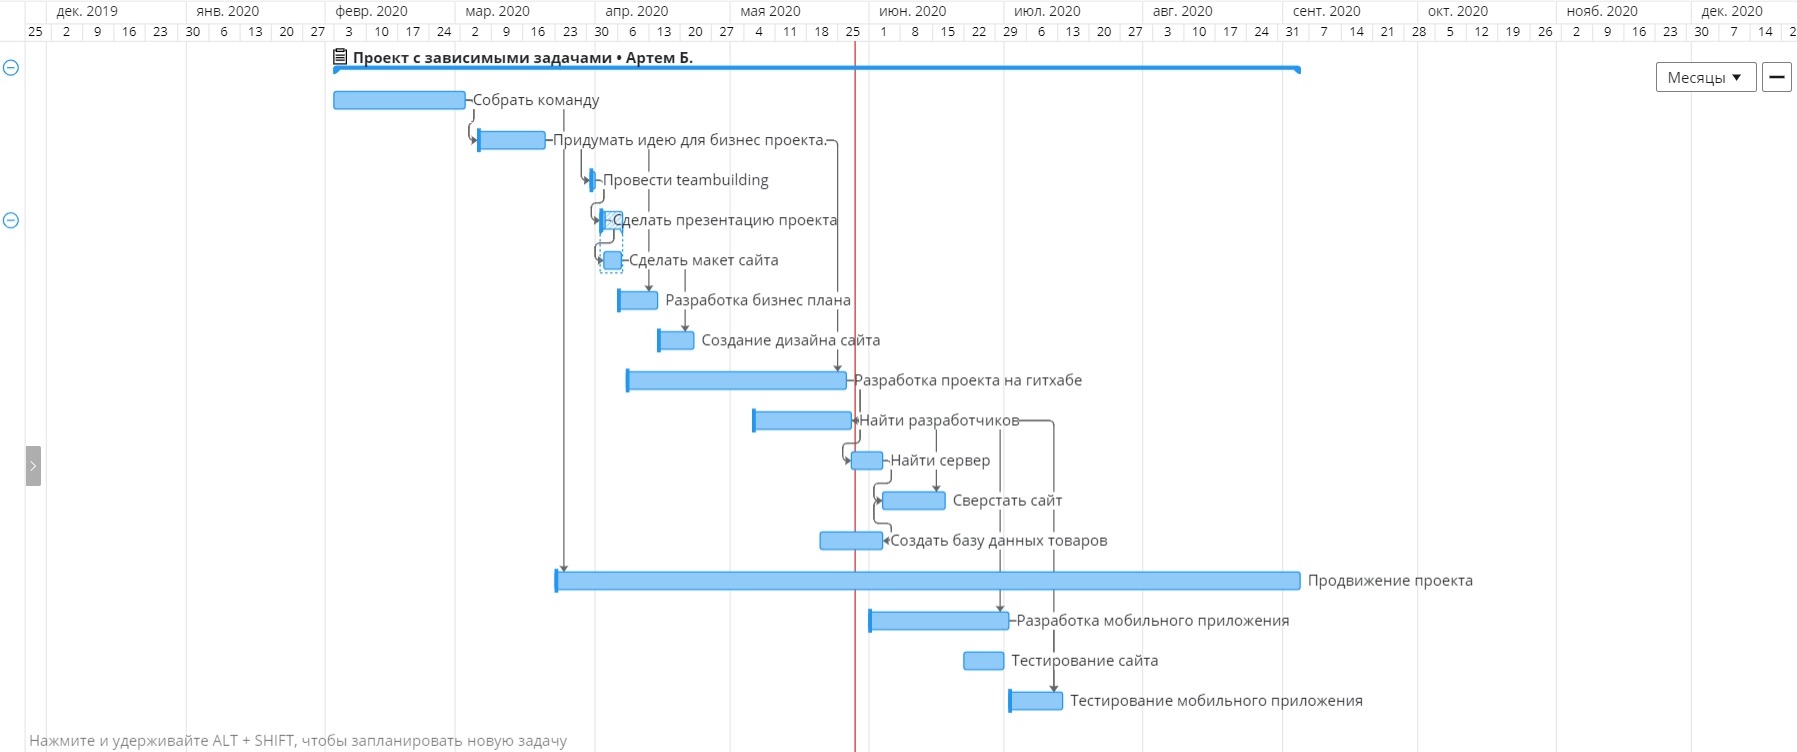 дек. 2019 янв. 2020 февр. 2020 мар. 2020 апр. 2020 мая 2020 июн. 2020 июл. 2020 авг. 2020 сент. 2020 окт. 2020 нояб. 2020 дек. 2020
25 2 9 16 23 30 6 13 20 27 3 10 17 24 2 9 16 23 30 6 13 20 27 4 11 18 25 1 8 15 22 29 6 13 20 27 3 10 17 24 31 7 14 21 28 5 12 19 26 2 9 16 23 30 7 14 2
Проект с зависимыми задачами • Артем Б.
Месяцы
Собрать команду
Придумать идею для бизнес проекта.
Провести teambuilding
Сделать презентацию проекта
Сделать макет сайта
Разработка бизнес плана
Создание дизайна сайта
Разработка проекта на гитхабе
Найти разработчиков
Найти сервер
Сверстать сайт
Создать базу данных товаров
Продвижение проекта
Разработка мобильного приложения
Тестирование сайта
Тестирование мобильного приложения
Нажмите и удерживайте ALT + SHIFT, чтобы запланировать новую задачу